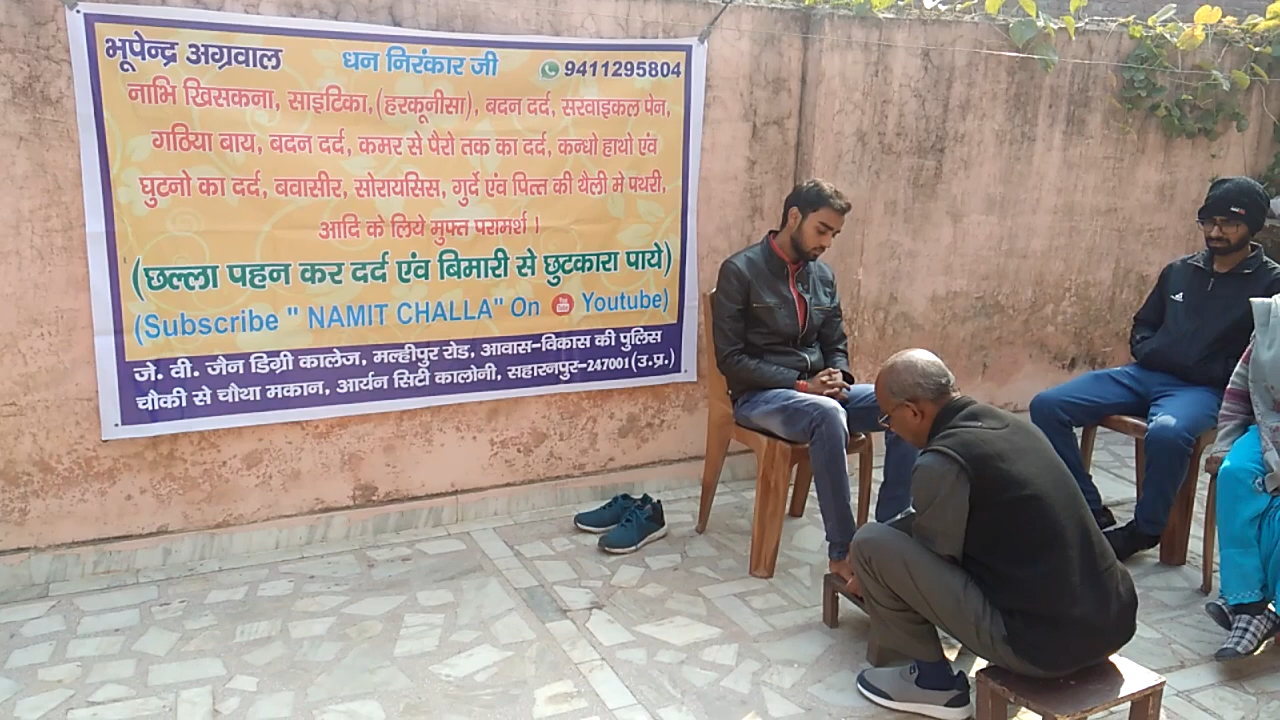 भूपेन्द्र अग्रवाल धन निरंकार जी 9411295804
नाभि खिसकना, साइटिका,(हरकूनीसा), बदन दर्द, सरवाइकल पेन,
गठिया बाय, बदन दर्द, कमर से पैरो तक का दर्द, कन्धो हाथो एंव
घुटनो का दर्द, बवासीर, सोरायसिस, गुर्दे एंव पित्त की थैली मे पथरी,
आदि के लिये मुफ्त परामर्श ।
(छल्ला पहन कर दर्द एंव बिमारी से छुटकारा पाये)
(Subscribe " NAMIT CHALLA" On You Tube Youtube)
जे. वी. जैन डिग्री कालेज, मल्हीपुर रोड, आवास-विकास की पुलिस
चौकी से चौथा मकान, आर्यन सिटी कालोनी, सहारनपुर-247001 (उ.प्र.)